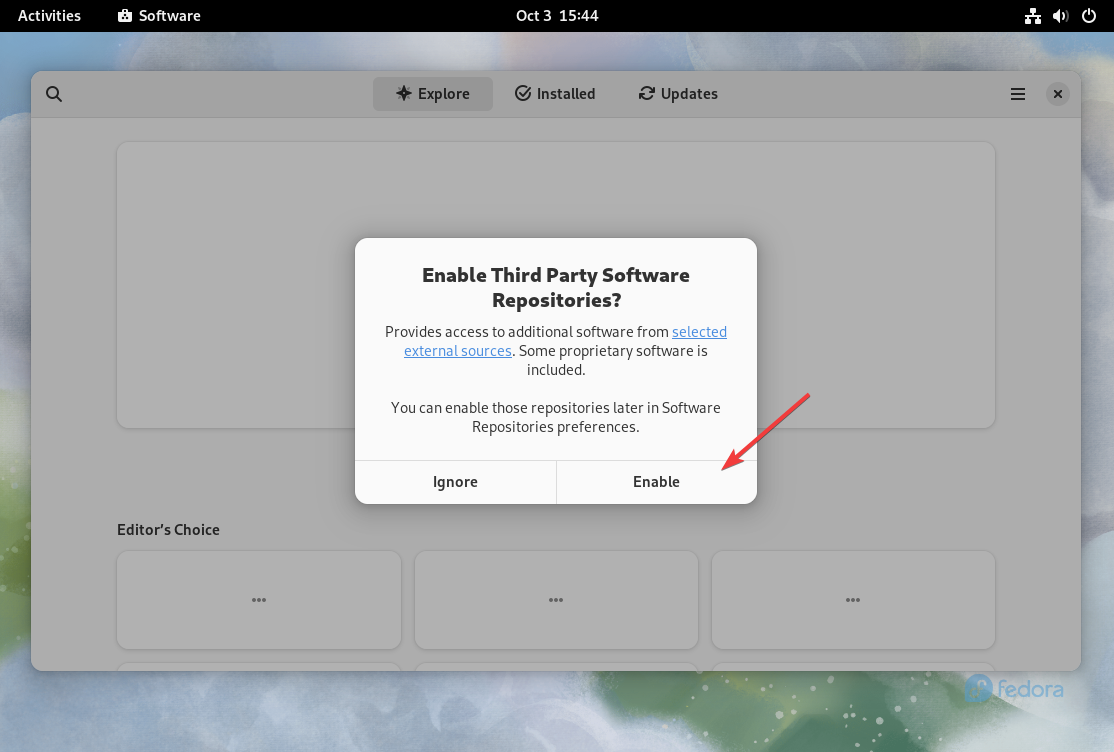 Activities Software Oct 3 15:44
Explore Installed Updates
Enable Third Party Software
Repositories?
Provides access to additional software from selected
external sources. Some proprietary software is
included.
You can enable those repositories later in Software
Repositories preferences.
Ignore Enable
Editor’s Choice
fedora